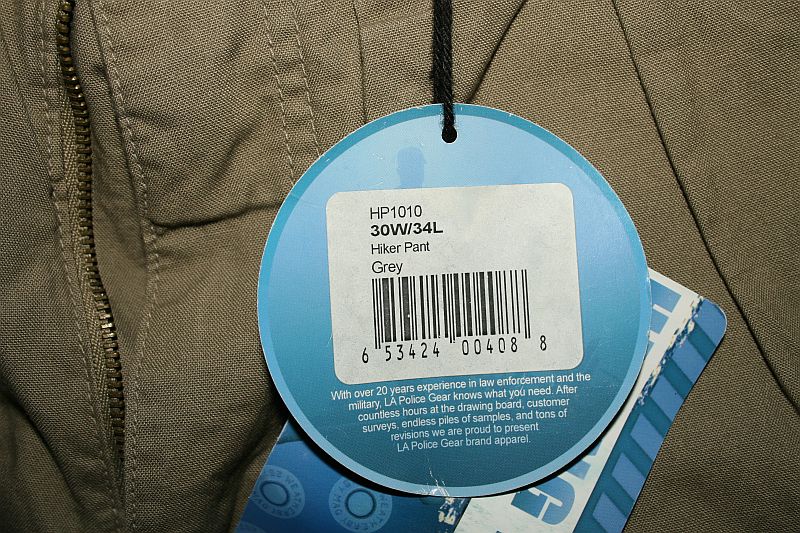 HP1010
30W/34L
Hiker Pant
Grey
6 53424 00408 8
With over 20 years experience in law enforcement and the
military, LA Police Gear knows what you need. After
countless hours at the drawing board, customer
surveys, endless piles of samples, and tons of
revisions we are proud to present
LA Police Gear brand apparel.